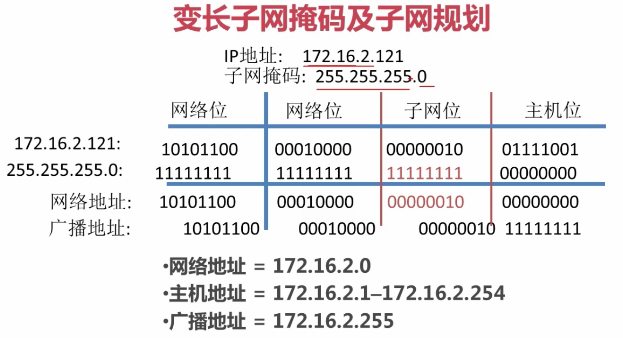 变长子网掩码及子网规划
IP地址: 172.16.2.121
子网掩码: 255.255.255.0
网络位 网络位 子网位 主机位
172.16.2.121: 10101100 00010000 00000010 01111001
255.255.255.0: 11111111 11111111 11111111 00000000
网络地址: 10101100 00010000 00000010 00000000
广播地址: 10101100 00010000 00000010 11111111
•网络地址 = 172.16.2.0
•主机地址 = 172.16.2.1–172.16.2.254
•广播地址 = 172.16.2.255